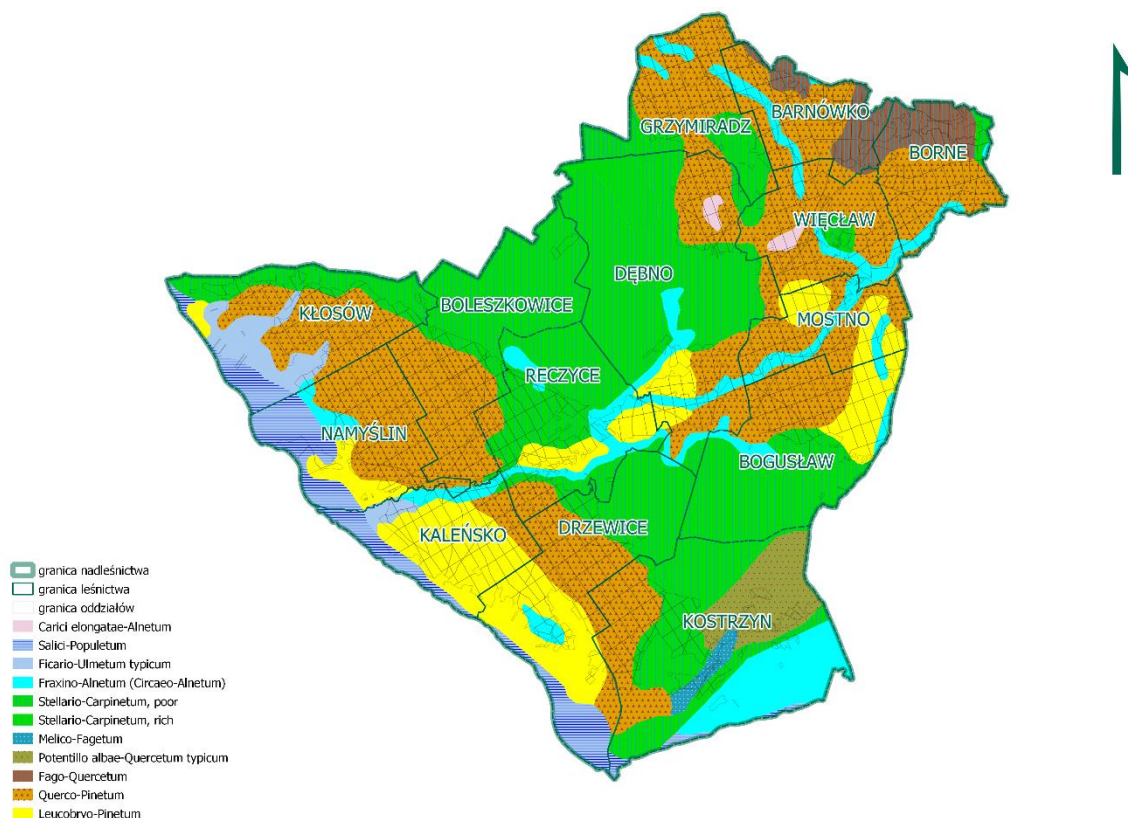 BARNÓWKO
GRZYMIRADZ
BORNE
WIĘCŁAW
DĘBNO
BOLESZKOWICE
KŁOSÓW
MOSTNO
RECZYCE
NAMYŚLIN
BOGUSŁAW
KALEŃSKO
DRZEWICE
KOSTRZYN
granica nadleśnictwa
granica leśnictwa
granica oddziałów
Carici elongatae-Alnetum
Salici-Populetum
Ficario-Ulmetum typicum
Fraxino-Alnetum (Circaeo-Alnetum)
Stellario-Carpinetum, poor
Stellario-Carpinetum, rich
Melico-Fagetum
Potentillo albae-Quercetum typicum
Fago-Quercetum
Querco-Pinetum
Leucobryo-Pinetum